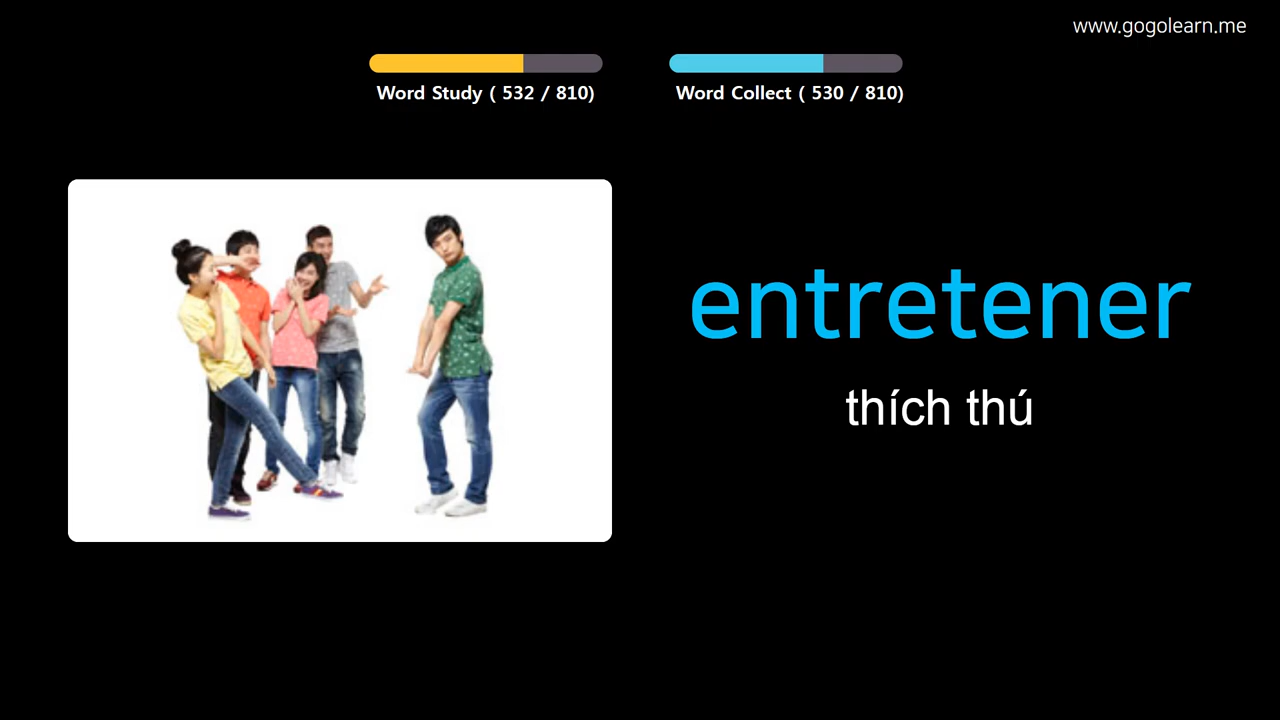 www.gogolearn.me
Word Study ( 532 / 810)
Word Collect ( 530 / 810)
entretener
thích thú